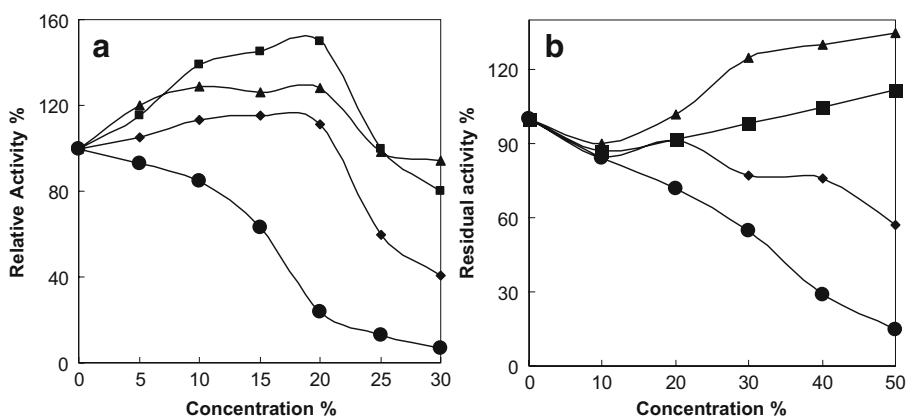 a
160
120
80
40
0
Relative Activity %
0 5 10 15 20 25 30
Concentration %
b
120
90
60
30
0
Residual activity %
0 10 20 30 40 50
Concentration %